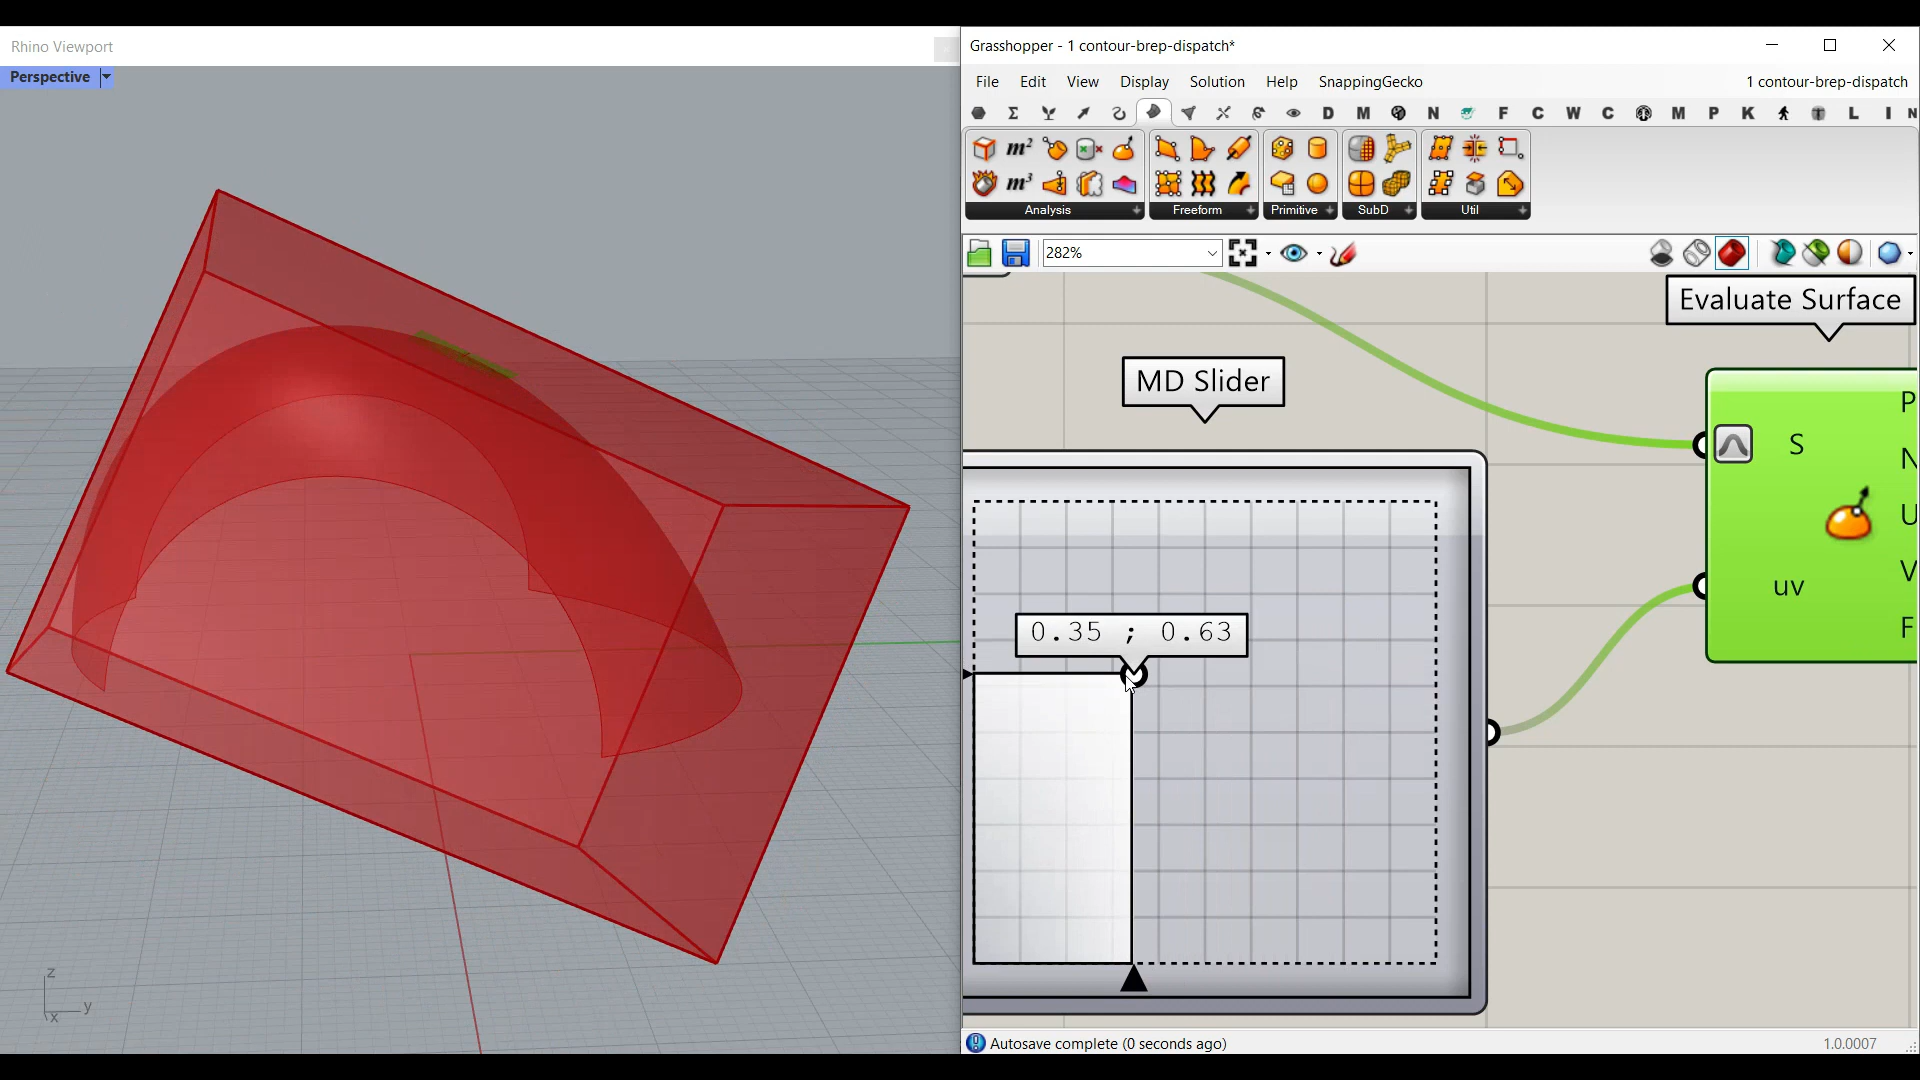 Rhino Viewport
Perspective
z
y
x
Grasshopper - 1 contour-brep-dispatch*
File Edit View Display Solution Help SnappingGecko 1 contour-brep-dispatch
D M N F C W C M P K L I N
m² m³
Analysis Freeform Primitive SubD Util
282%
Evaluate Surface
MD Slider
0.35 ; 0.63
S
uv
P
N
U
V
F
Autosave complete (0 seconds ago) 1.0.0007